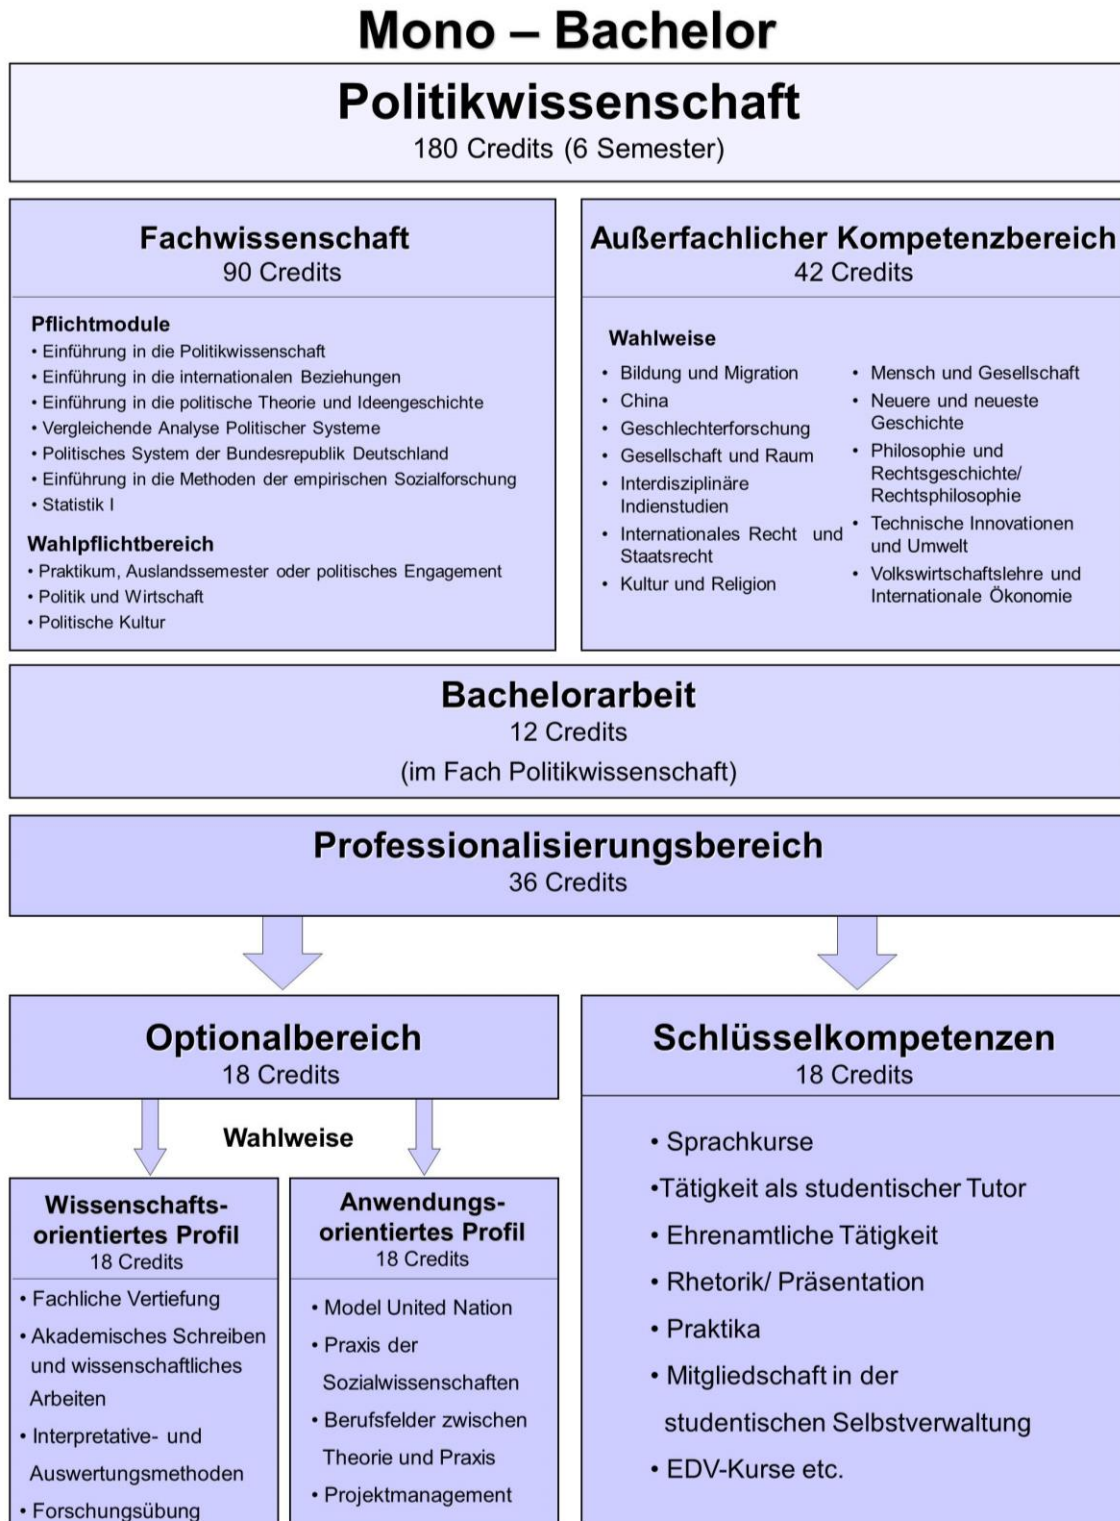 Mono – Bachelor
Politikwissenschaft
180 Credits (6 Semester)
Fachwissenschaft
90 Credits
Pflichtmodule
• Einführung in die Politikwissenschaft
• Einführung in die internationalen Beziehungen
• Einführung in die politische Theorie und Ideengeschichte
• Vergleichende Analyse Politischer Systeme
• Politisches System der Bundesrepublik Deutschland
• Einführung in die Methoden der empirischen Sozialforschung
• Statistik I
Wahlpflichtbereich
• Praktikum, Auslandssemester oder politisches Engagement
• Politik und Wirtschaft
• Politische Kultur
Außerfachlicher Kompetenzbereich
42 Credits
Wahlweise
• Bildung und Migration
• China
• Geschlechterforschung
• Gesellschaft und Raum
• Interdisziplinäre
Indienstudien
• Internationales Recht und
Staatsrecht
• Kultur und Religion
• Mensch und Gesellschaft
• Neuere und neueste
Geschichte
• Philosophie und
Rechtsgeschichte/
Rechtsphilosophie
• Technische Innovationen
und Umwelt
• Volkswirtschaftslehre und
Internationale Ökonomie
Bachelorarbeit
12 Credits
(im Fach Politikwissenschaft)
Professionalisierungsbereich
36 Credits
Optionalbereich
18 Credits
Wahlweise
Wissenschafts-
orientiertes Profil
18 Credits
• Fachliche Vertiefung
• Akademisches Schreiben
und wissenschaftliches
Arbeiten
• Interpretative- und
Auswertungsmethoden
• Forschungsübung
Anwendungs-
orientiertes Profil
18 Credits
• Model United Nation
• Praxis der
Sozialwissenschaften
• Berufsfelder zwischen
Theorie und Praxis
• Projektmanagement
Schlüsselkompetenzen
18 Credits
• Sprachkurse
•Tätigkeit als studentischer Tutor
• Ehrenamtliche Tätigkeit
• Rhetorik/ Präsentation
• Praktika
• Mitgliedschaft in der
studentischen Selbstverwaltung
• EDV-Kurse etc.